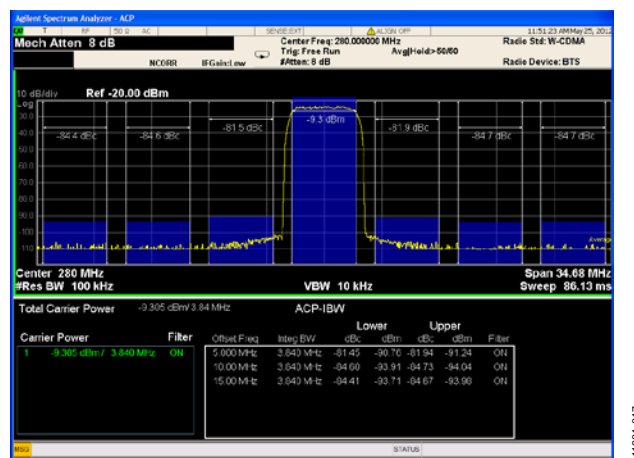 Agilent Spectrum Analyzer - ACP
T RF 50 Ω AC SENSE:EXT ALIGN OFF 11:51:23 AM May 25, 2012
Mech Atten 8 dB
Center Freq: 280.000000 MHz
Radio Std: W-CDMA
Trig: Free Run Avg|Hold>50/50
NCORR IFGain:Low #Atten: 8 dB Radio Device: BTS
10 dB/div Ref -20.00 dBm
Log
-84.4 dBc -84.6 dBc -81.5 dBc -9.3 dBm -81.9 dBc -84.7 dBc -84.7 dBc
-30.0
-40.0
-50.0
-60.0
-70.0
-80.0
-90.0
-100
-110
Average
Center 280 MHz Span 34.68 MHz
#Res BW 100 kHz VBW 10 kHz Sweep 86.13 ms
Total Carrier Power -9.305 dBm/ 3.84 MHz ACP-IBW
Lower Upper
Carrier Power Filter Offset Freq Integ BW dBc dBm dBc dBm Filter
1 -9.305 dBm / 3.840 MHz ON 5.000 MHz 3.840 MHz -81.45 -90.76 -81.94 -91.24 ON
10.00 MHz 3.840 MHz -84.60 -93.91 -84.73 -94.04 ON
15.00 MHz 3.840 MHz -84.41 -93.71 -84.67 -93.98 ON
MSG STATUS